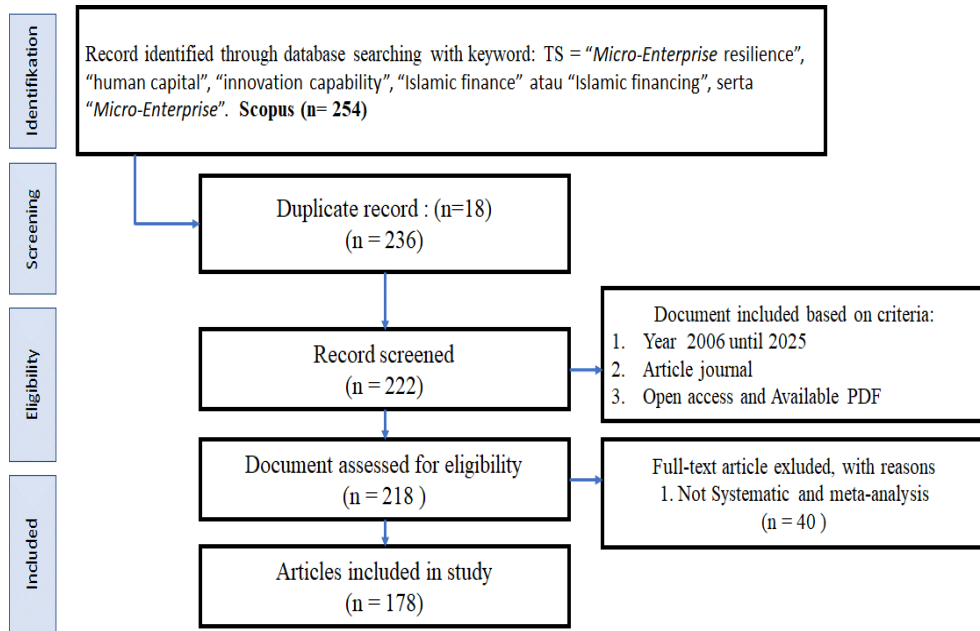 Identifikation
Record identified through database searching with keyword: TS = “Micro-Enterprise resilience”,
“human capital”, “innovation capability”, “Islamic finance” atau “Islamic financing”, serta
“Micro-Enterprise”. Scopus (n= 254)
Screening
Duplicate record : (n=18)
(n = 236)
Eligibility
Record screened
(n = 222)
Document included based on criteria:
1. Year 2006 until 2025
2. Article journal
3. Open access and Available PDF
Document assessed for eligibility
(n = 218 )
Full-text article exluded, with reasons
1. Not Systematic and meta-analysis
(n = 40 )
Included
Articles included in study
(n = 178)